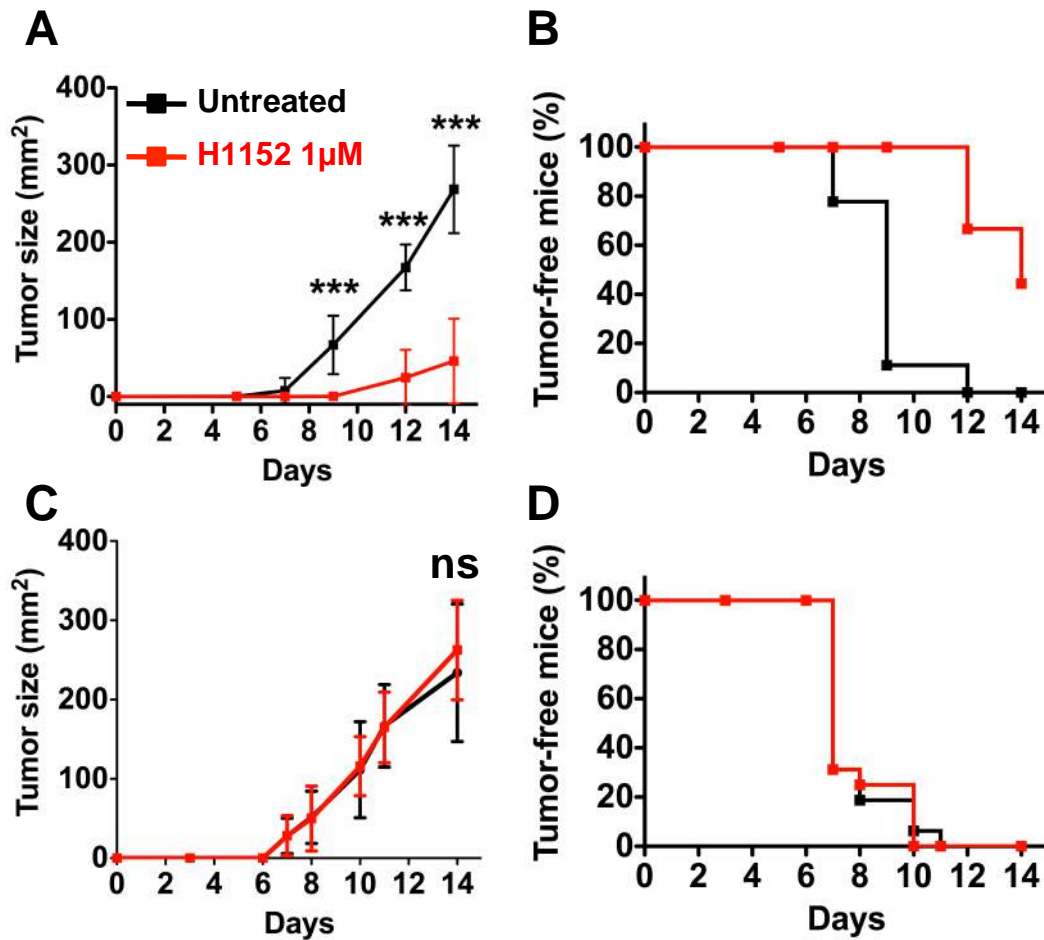 A
Tumor size (mm²)
400
300
200
100
0
Untreated
H1152 1µM
***
***
***
0 2 4 6 8 10 12 14
Days
B
Tumor-free mice (%)
100
80
60
40
20
0
0 2 4 6 8 10 12 14
Days
C
Tumor size (mm²)
400
300
200
100
0
ns
0 2 4 6 8 10 12 14
Days
D
Tumor-free mice (%)
100
80
60
40
20
0
0 2 4 6 8 10 12 14
Days